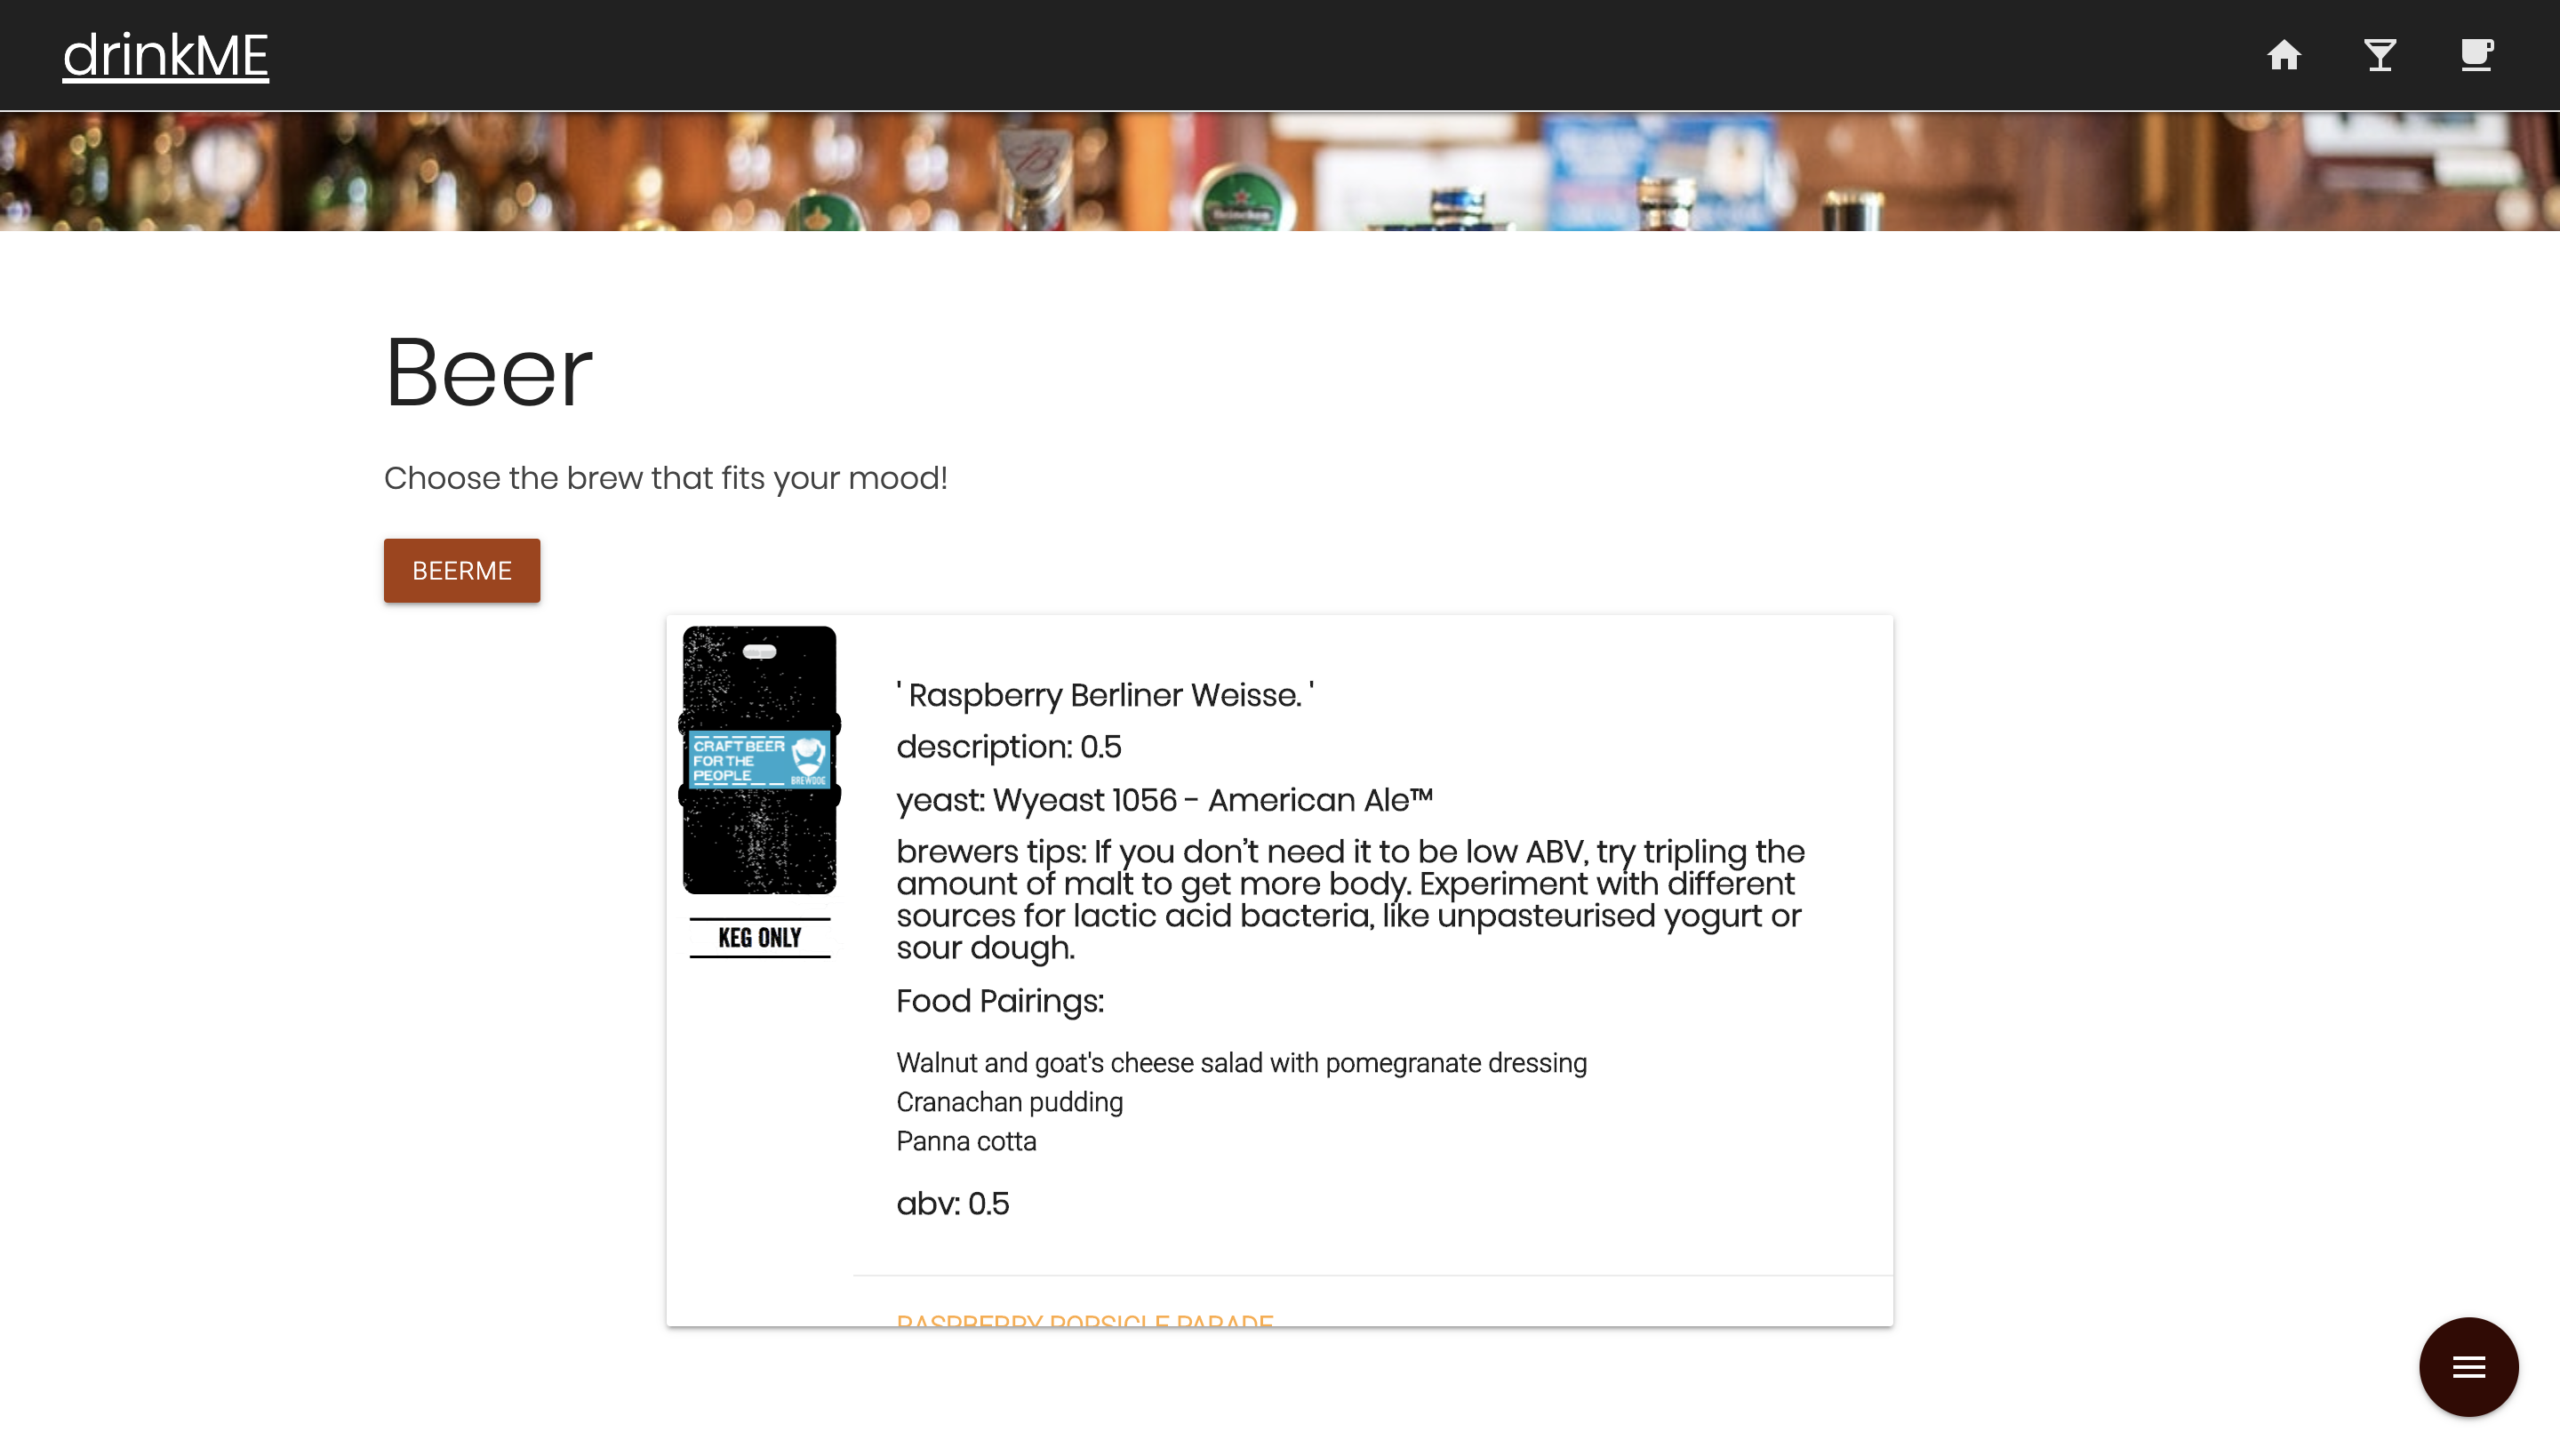 drinkME
Heineken
Beer
Choose the brew that fits your mood!
BEERME
CRAFT BEER
FOR THE
PEOPLE
BREWDOG
KEG ONLY
' Raspberry Berliner Weisse. '
description: 0.5
yeast: Wyeast 1056 - American Ale™
brewers tips: If you don’t need it to be low ABV, try tripling the
amount of malt to get more body. Experiment with different
sources for lactic acid bacteria, like unpasteurised yogurt or
sour dough.
Food Pairings:
Walnut and goat's cheese salad with pomegranate dressing
Cranachan pudding
Panna cotta
abv: 0.5
RASPBERRY POPSICLE PARADE